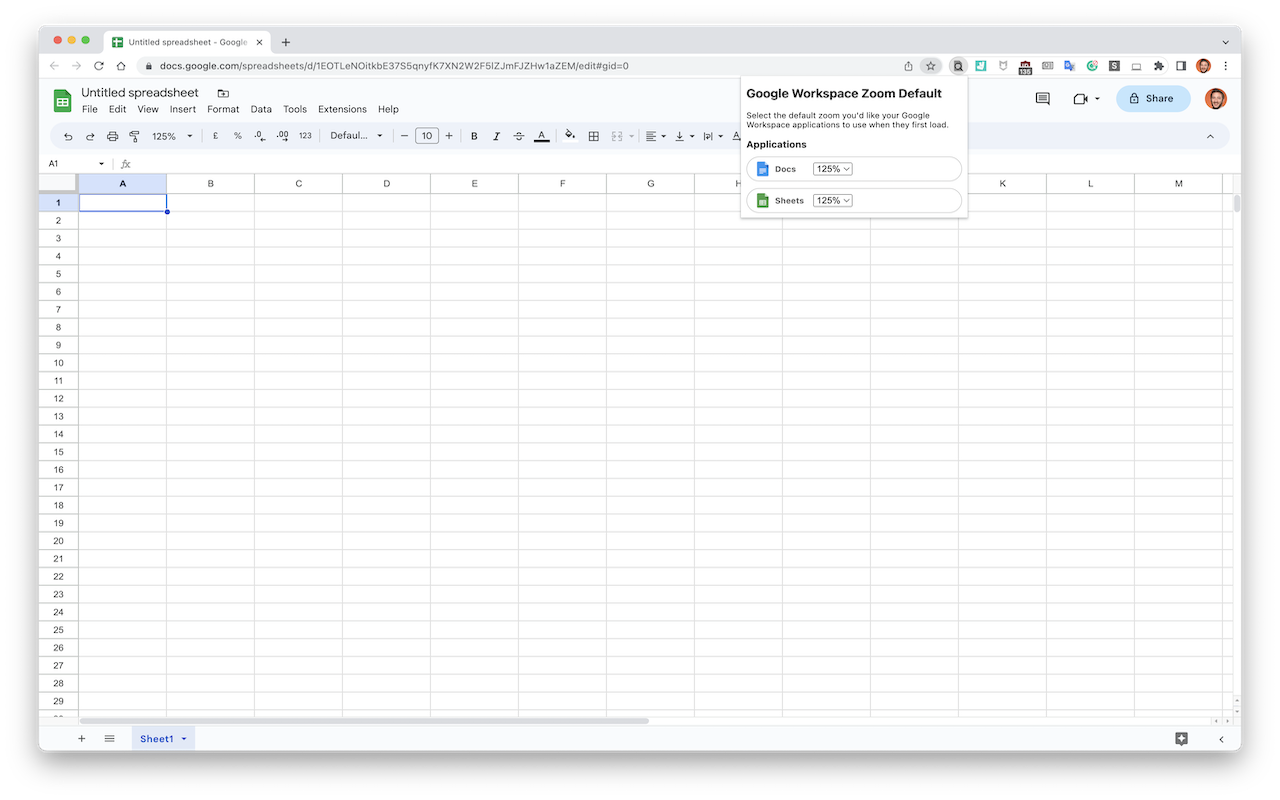 Untitled spreadsheet - Google
docs.google.com/spreadsheets/d/1EOTLeNOitkbE37S5qnyfK7XN2W2F5IZJmFJZHw1aZEM/edit#gid=0
135
Untitled spreadsheet
File Edit View Insert Format Data Tools Extensions Help
Share
125% £ % .0 .00 123 Defaul... 10 B I A
A1 fx
Google Workspace Zoom Default
Select the default zoom you'd like your Google
Workspace applications to use when they first load.
Applications
Docs 125%
Sheets 125%
A B C D E F G H K L M
1
2
3
4
5
6
7
8
9
10
11
12
13
14
15
16
17
18
19
20
21
22
23
24
25
26
27
28
29
Sheet1